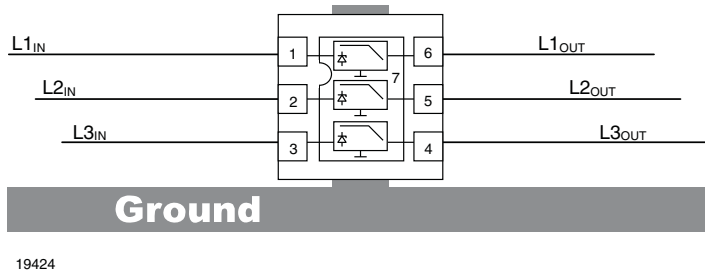 L1IN 1 6 L1OUT
7
L2IN 2 5 L2OUT
L3IN 3 4 L3OUT
Ground
19424